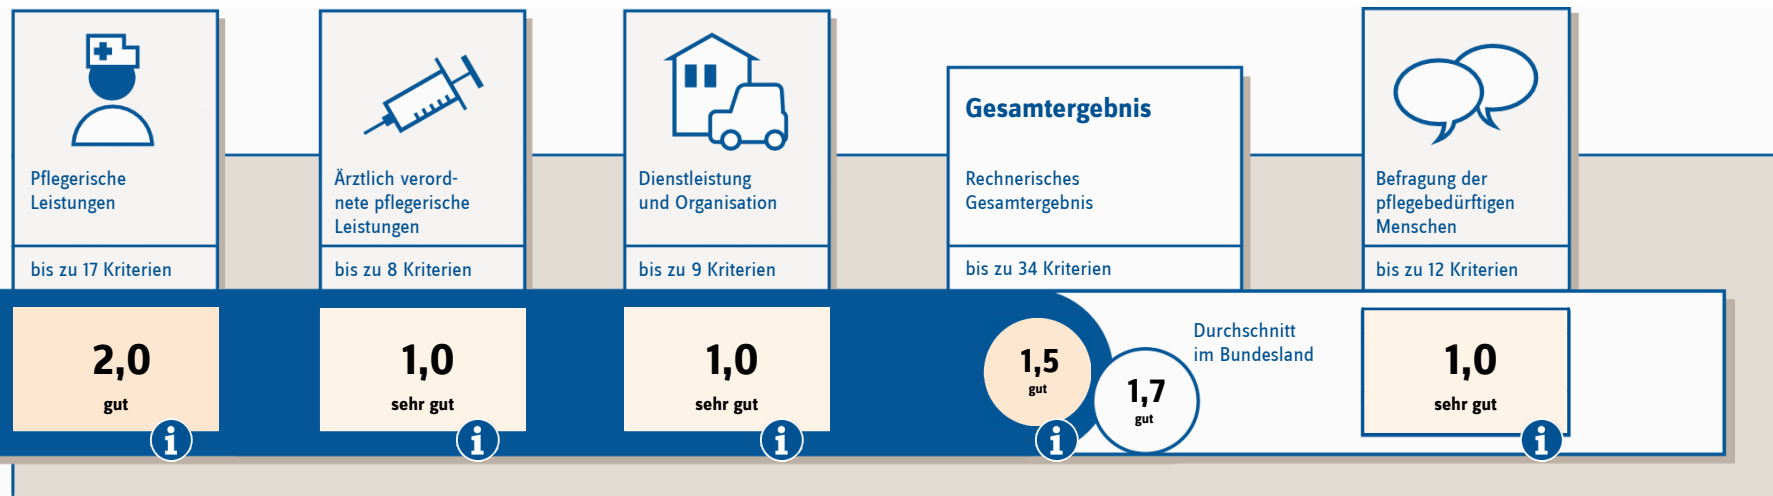 Pflegerische
Leistungen
bis zu 17 Kriterien
2,0
gut
i
Ärztlich verord-
nete pflegerische
Leistungen
bis zu 8 Kriterien
1,0
sehr gut
i
Dienstleistung
und Organisation
bis zu 9 Kriterien
1,0
sehr gut
i
Gesamtergebnis
Rechnerisches
Gesamtergebnis
bis zu 34 Kriterien
1,5
gut
i
Durchschnitt
im Bundesland
1,7
gut
Befragung der
pflegebedürftigen
Menschen
bis zu 12 Kriterien
1,0
sehr gut
i